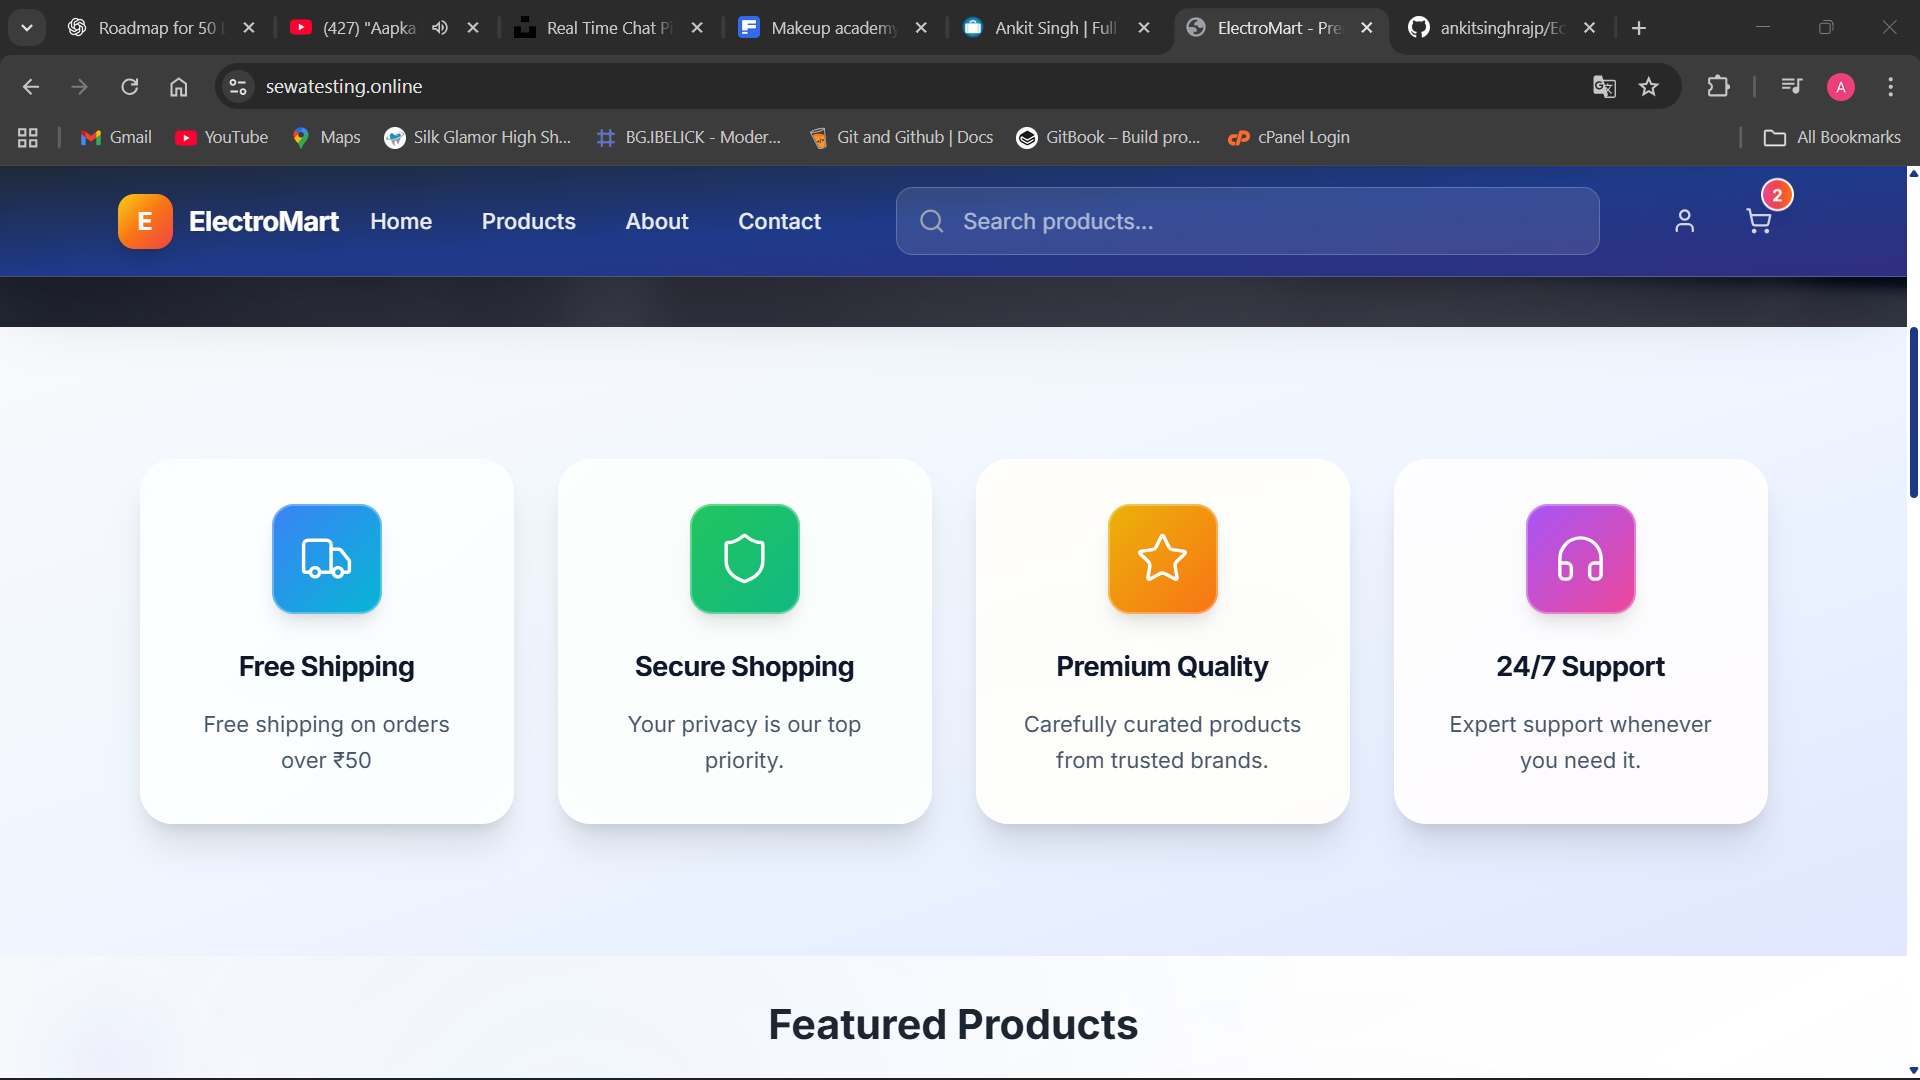 Roadmap for 50
(427) "Aapka
Real Time Chat Pi
Makeup academy
Ankit Singh | Full
ElectroMart - Pre
ankitsinghrajp/Ec
sewatesting.online
A
Gmail
YouTube
Maps
Silk Glamor High Sh...
BG.IBELICK - Moder...
Git and Github | Docs
GitBook – Build pro...
cPanel Login
All Bookmarks
E
ElectroMart
Home
Products
About
Contact
Search products...
2
Free Shipping
Free shipping on orders
over ₹50
Secure Shopping
Your privacy is our top
priority.
Premium Quality
Carefully curated products
from trusted brands.
24/7 Support
Expert support whenever
you need it.
Featured Products